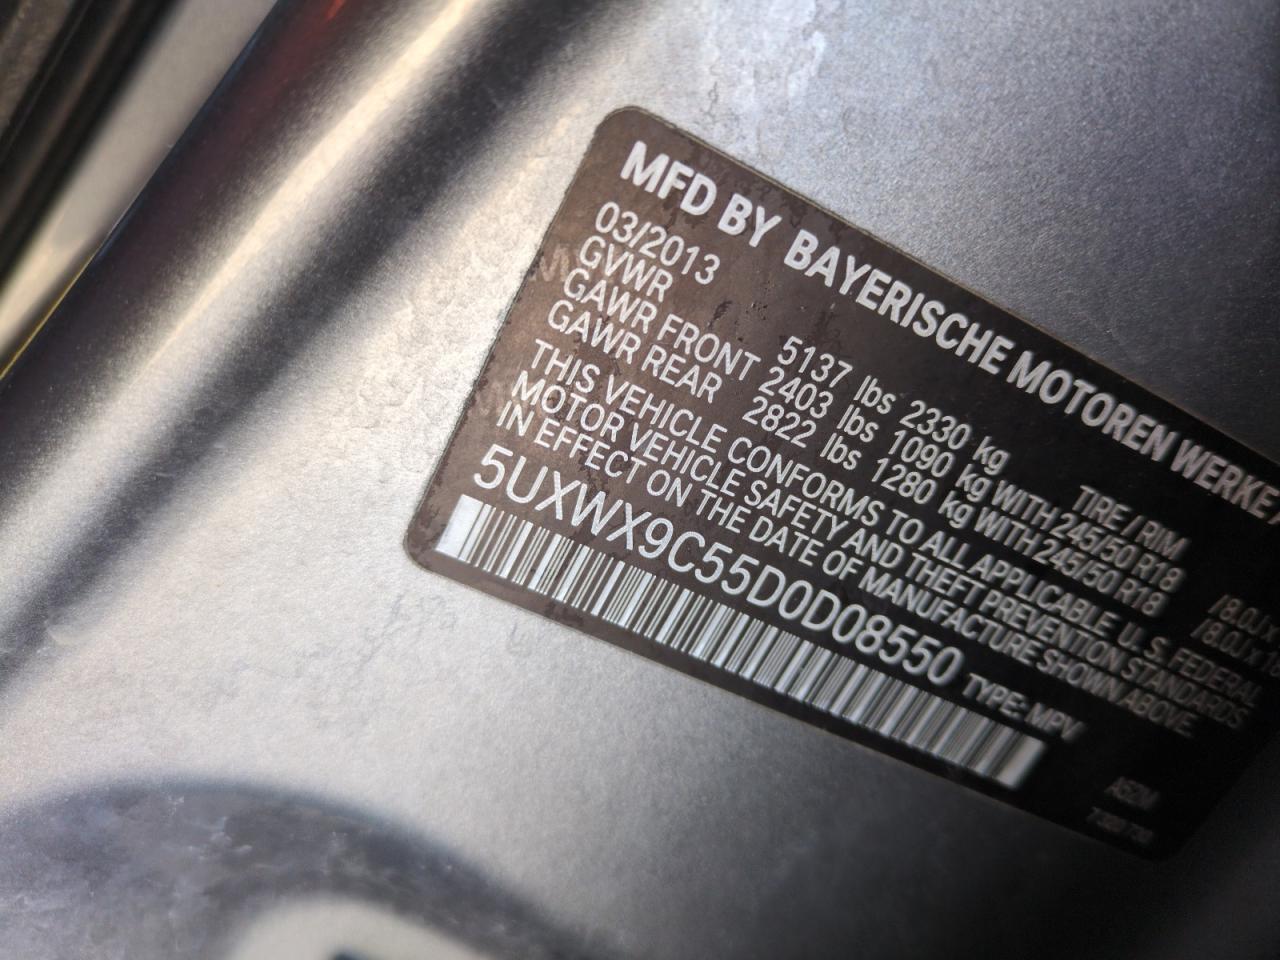 MFD BY BAYERISCHE MOTOREN WERKE
03/2013 TIRE / RIM
GVWR 5137 lbs 2330 kg
GAWR FRONT 2403 lbs 1090 kg WITH 245/50 R18 /8.0J x
GAWR REAR 2822 lbs 1280 kg WITH 245/50 R18 /8.0J x 18
THIS VEHICLE CONFORMS TO ALL APPLICABLE U. S. FEDERAL
MOTOR VEHICLE SAFETY AND THEFT PREVENTION STANDARDS
IN EFFECT ON THE DATE OF MANUFACTURE SHOWN ABOVE.
5UXWX9C55D0D08550 TYPE: MPV